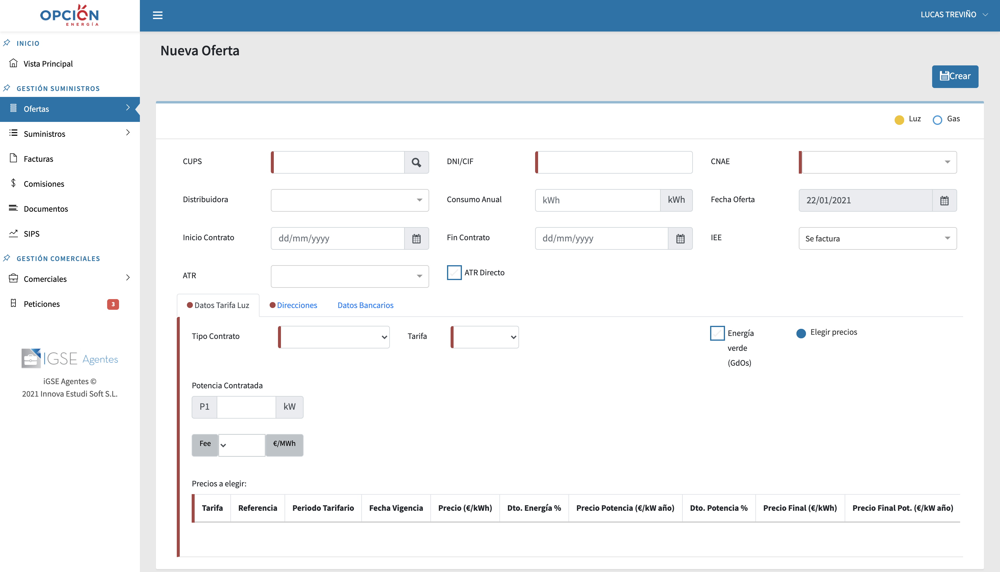 OPCIÓN
ENERGÍA
LUCAS TREVIÑO
INICIO
Vista Principal
GESTIÓN SUMINISTROS
Ofertas
Suministros
Facturas
Comisiones
Documentos
SIPS
GESTIÓN COMERCIALES
Comerciales
Peticiones 3
IGSE Agentes
iGSE Agentes ©
2021 Innova Estudi Soft S.L.
Nueva Oferta
Crear
Luz Gas
CUPS DNI/CIF CNAE
Distribuidora Consumo Anual kWh kWh Fecha Oferta 22/01/2021
Inicio Contrato dd/mm/yyyy Fin Contrato dd/mm/yyyy IEE Se factura
ATR ATR Directo
Datos Tarifa Luz Direcciones Datos Bancarios
Tipo Contrato Tarifa Energía Elegir precios
verde
(GdOs)
Potencia Contratada
P1 kW
Fee €/MWh
Precios a elegir:
Tarifa Referencia Periodo Tarifario Fecha Vigencia Precio (€/kWh) Dto. Energía % Precio Potencia (€/kW año) Dto. Potencia % Precio Final (€/kWh) Precio Final Pot. (€/kW año)